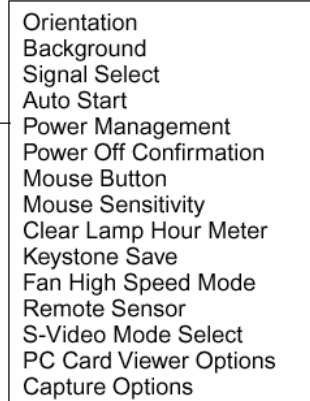 Orientation
Background
Signal Select
Auto Start
Power Management
Power Off Confirmation
Mouse Button
Mouse Sensitivity
Clear Lamp Hour Meter
Keystone Save
Fan High Speed Mode
Remote Sensor
S-Video Mode Select
PC Card Viewer Options
Capture Options